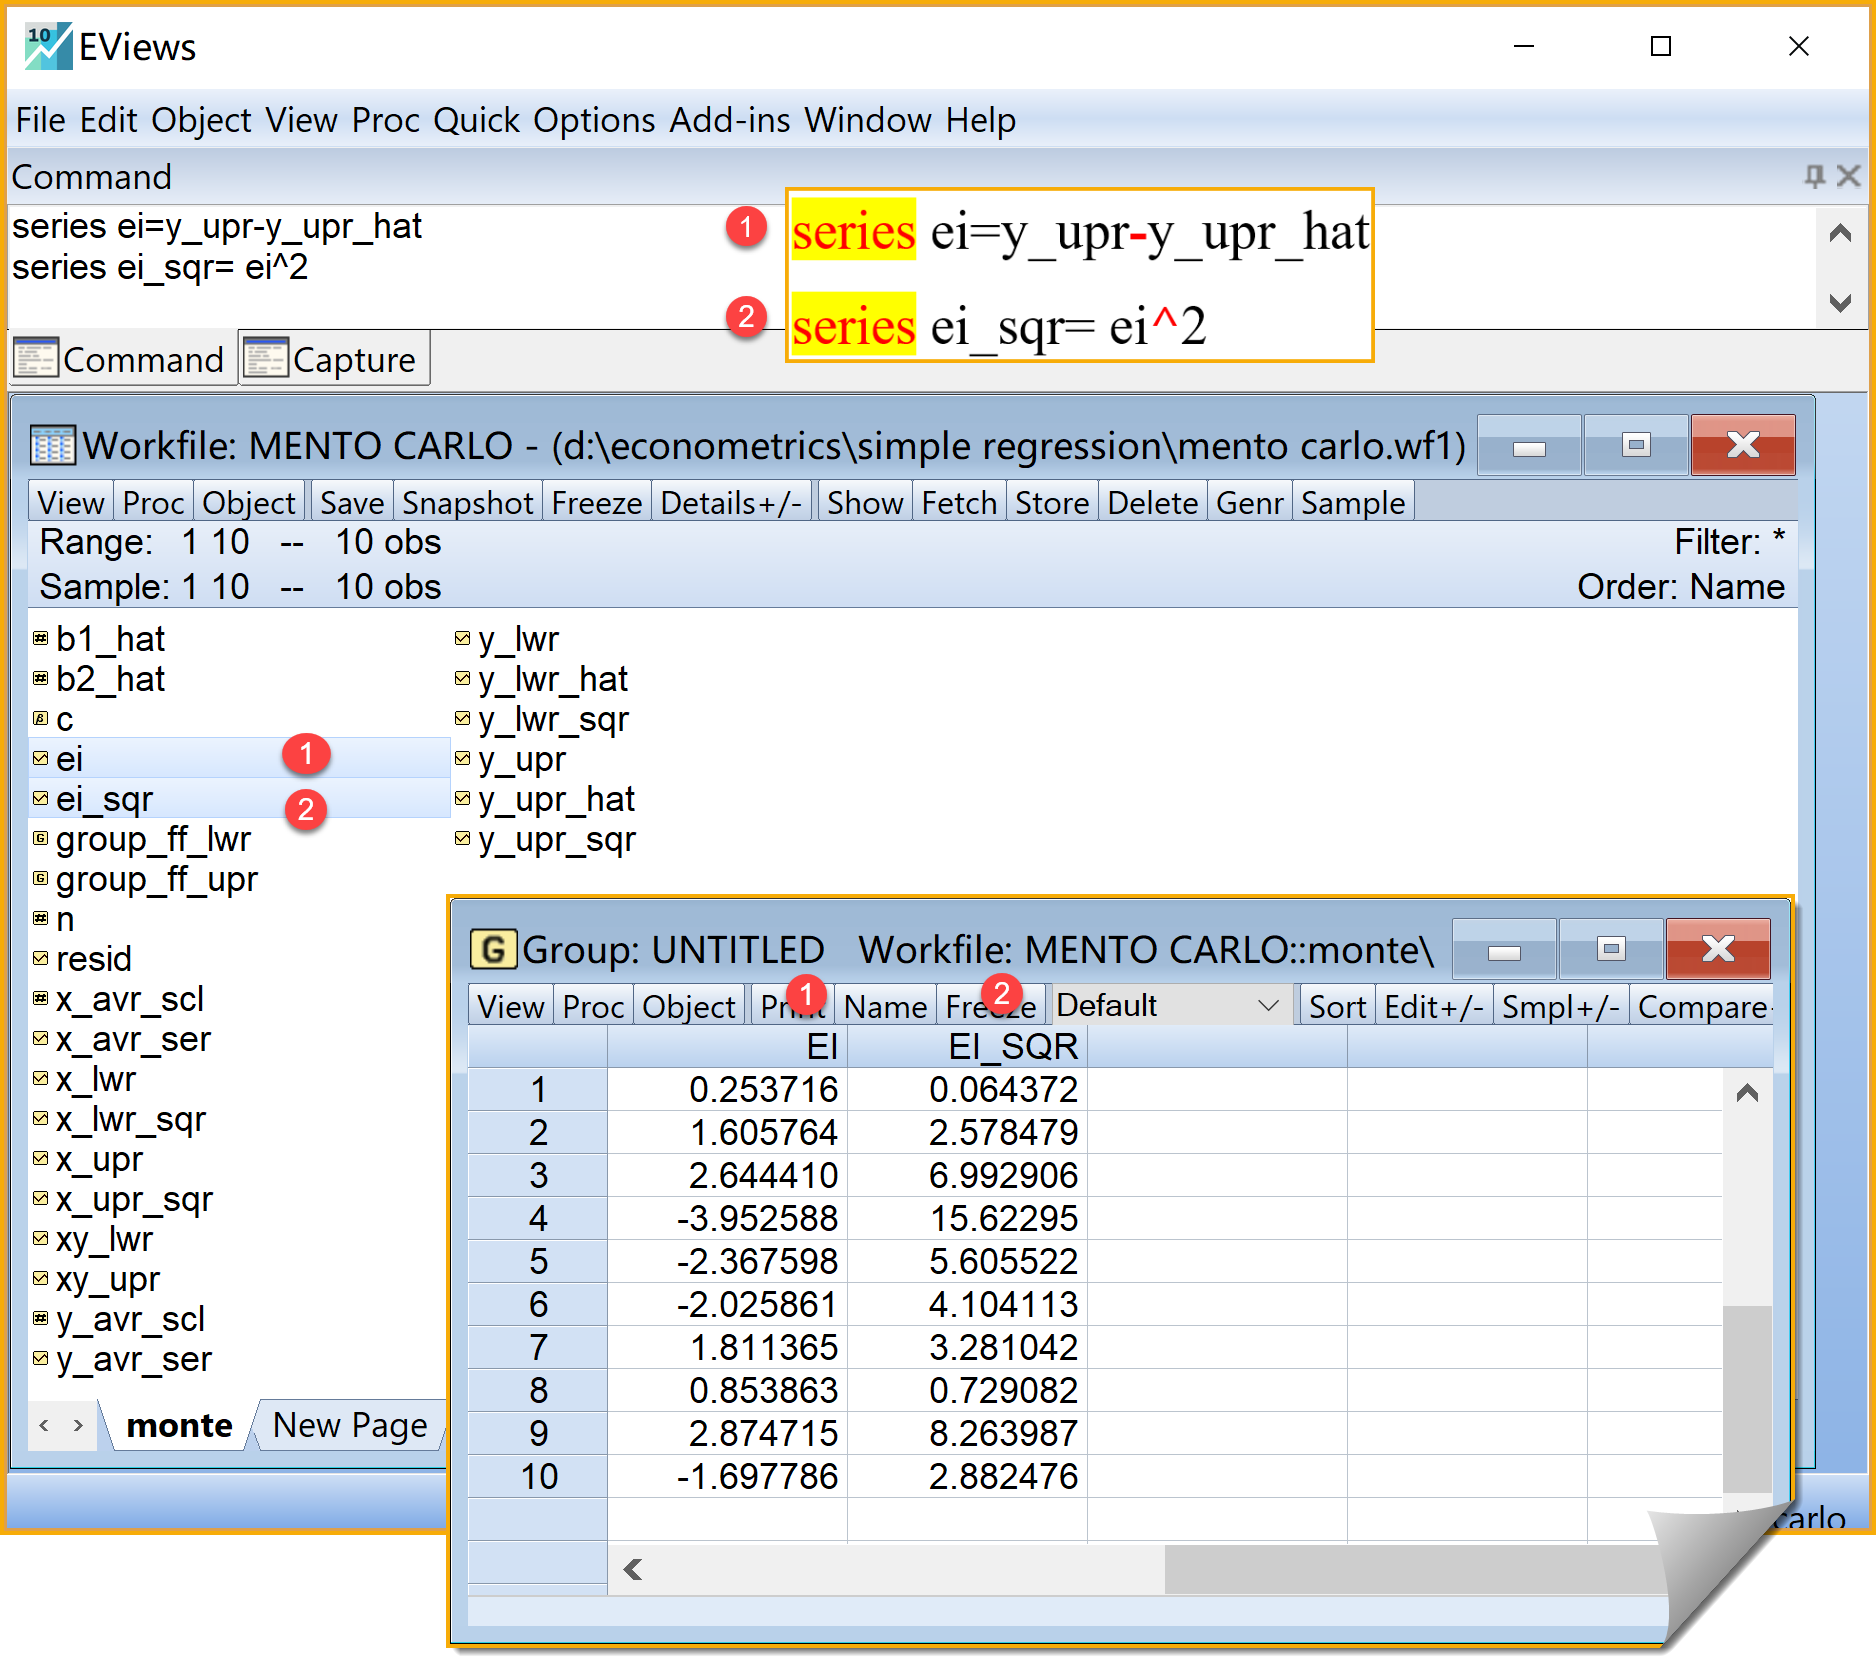 10 EViews
File Edit Object View Proc Quick Options Add-ins Window Help
Command
series ei=y_upr-y_upr_hat
series ei_sqr= ei^2
1 series ei=y_upr-y_upr_hat
2 series ei_sqr= ei^2
Command Capture
Workfile: MENTO CARLO - (d:\econometrics\simple regression\mento carlo.wf1)
View Proc Object Save Snapshot Freeze Details+/- Show Fetch Store Delete Genr Sample
Range: 1 10 -- 10 obs Filter: *
Sample: 1 10 -- 10 obs Order: Name
b1_hat
b2_hat
c
ei 1
ei_sqr 2
group_ff_lwr
group_ff_upr
n
resid
x_avr_scl
x_avr_ser
x_lwr
x_lwr_sqr
x_upr
x_upr_sqr
xy_lwr
xy_upr
y_avr_scl
y_avr_ser
y_lwr
y_lwr_hat
y_lwr_sqr
y_upr
y_upr_hat
y_upr_sqr
monte New Page
G Group: UNTITLED Workfile: MENTO CARLO::monte\
View Proc Object Print 1 Name Freeze 2 Default Sort Edit+/- Smpl+/- Compare
EI EI_SQR
1 0.253716 0.064372
2 1.605764 2.578479
3 2.644410 6.992906
4 -3.952588 15.62295
5 -2.367598 5.605522
6 -2.025861 4.104113
7 1.811365 3.281042
8 0.853863 0.729082
9 2.874715 8.263987
10 -1.697786 2.882476
carlo